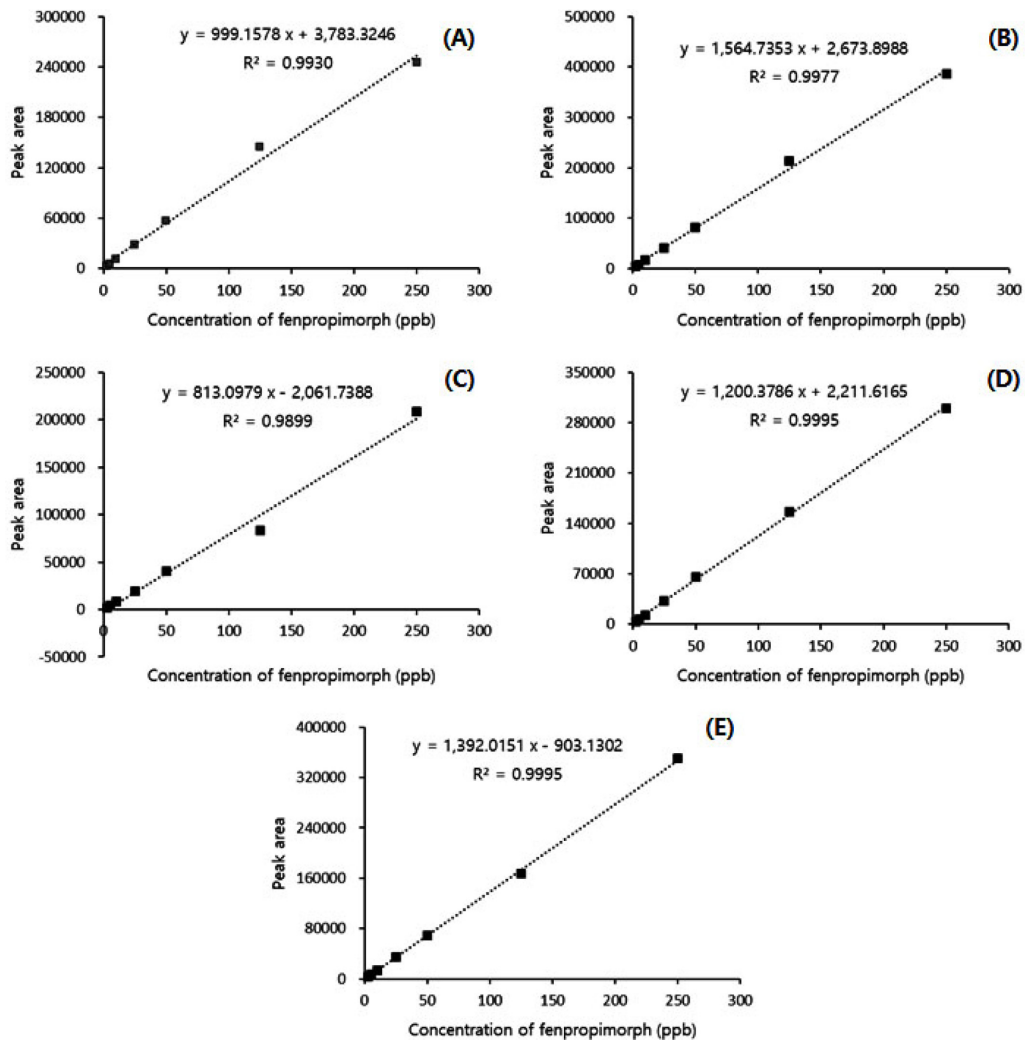 y = 999.1578 x + 3,783.3246
R² = 0.9930
(A)
Peak area
300000
240000
180000
120000
60000
0
0 50 100 150 200 250 300
Concentration of fenpropimorph (ppb)
y = 1,564.7353 x + 2,673.8988
R² = 0.9977
(B)
Peak area
500000
400000
300000
200000
100000
0
0 50 100 150 200 250 300
Concentration of fenpropimorph (ppb)
y = 813.0979 x - 2,061.7388
R² = 0.9899
(C)
Peak area
250000
200000
150000
100000
50000
0
-50000
0 50 100 150 200 250 300
Concentration of fenpropimorph (ppb)
y = 1,200.3786 x + 2,211.6165
R² = 0.9995
(D)
Peak area
350000
280000
210000
140000
70000
0
0 50 100 150 200 250 300
Concentration of fenpropimorph (ppb)
y = 1,392.0151 x - 903.1302
R² = 0.9995
(E)
Peak area
400000
320000
240000
160000
80000
0
0 50 100 150 200 250 300
Concentration of fenpropimorph (ppb)